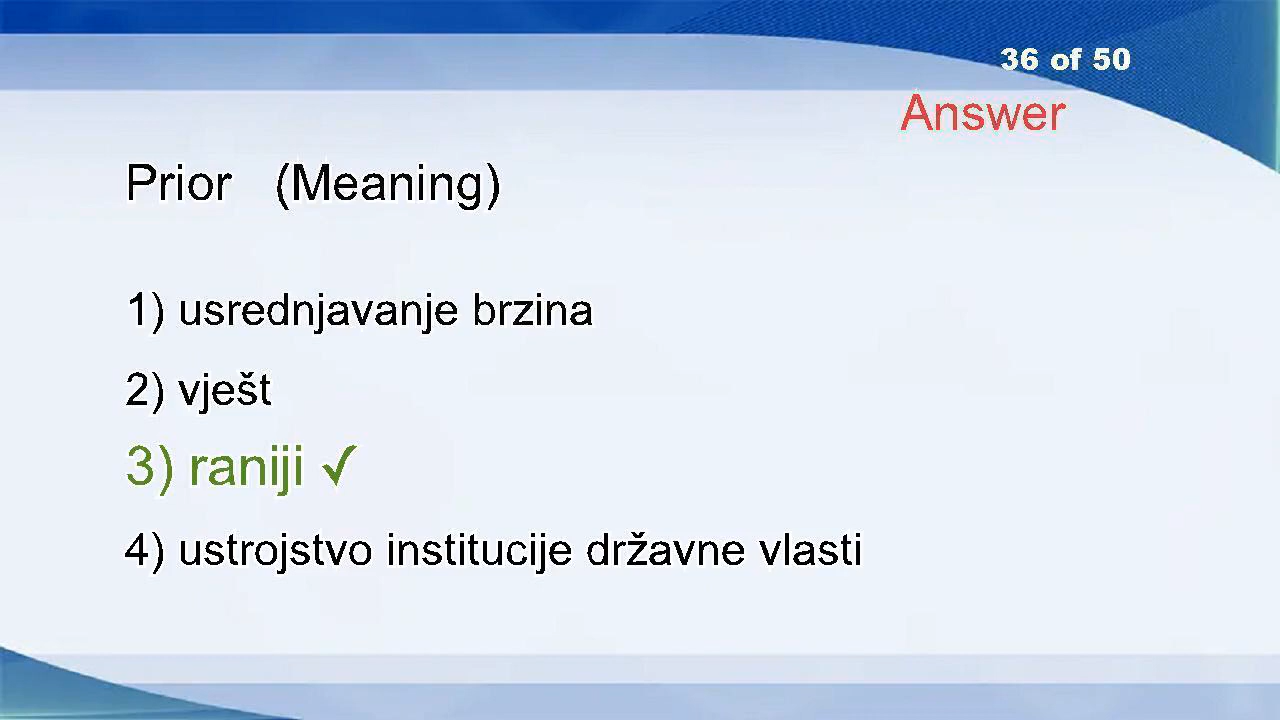 36 of 50
Answer
Prior (Meaning)
1) usrednjavanje brzina
2) vješt
3) raniji ✓
4) ustrojstvo institucije državne vlasti